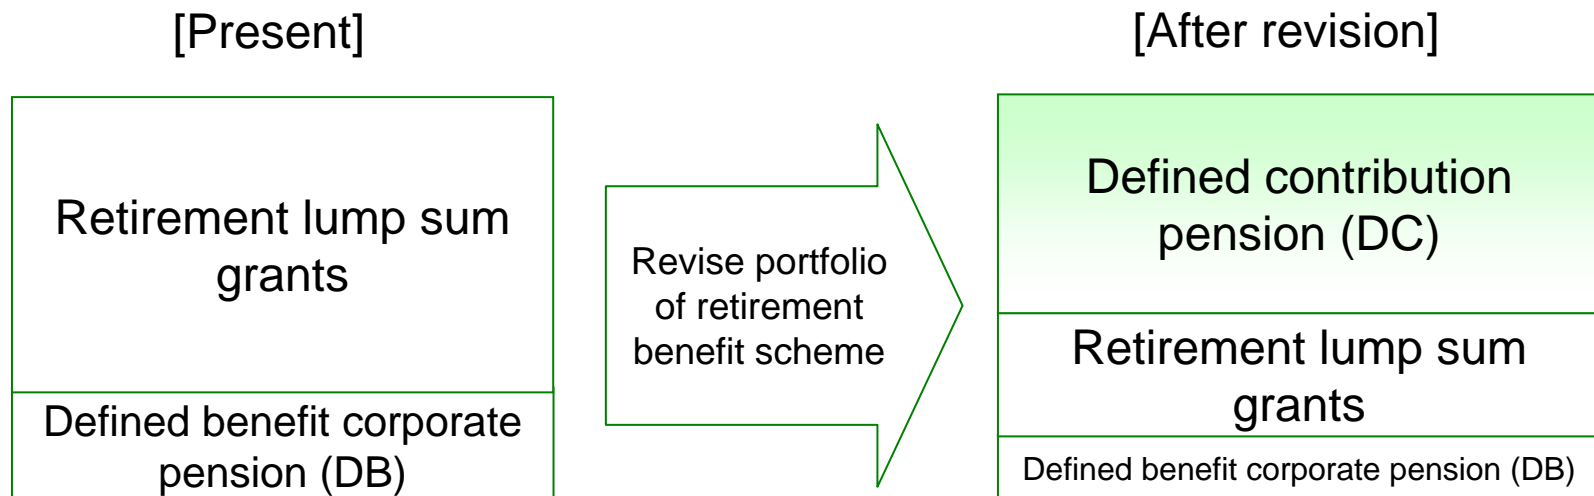 [Present]
Retirement lump sum
grants
Defined benefit corporate
pension (DB)
Revise portfolio
of retirement
benefit scheme
[After revision]
Defined contribution
pension (DC)
Retirement lump sum
grants
Defined benefit corporate pension (DB)